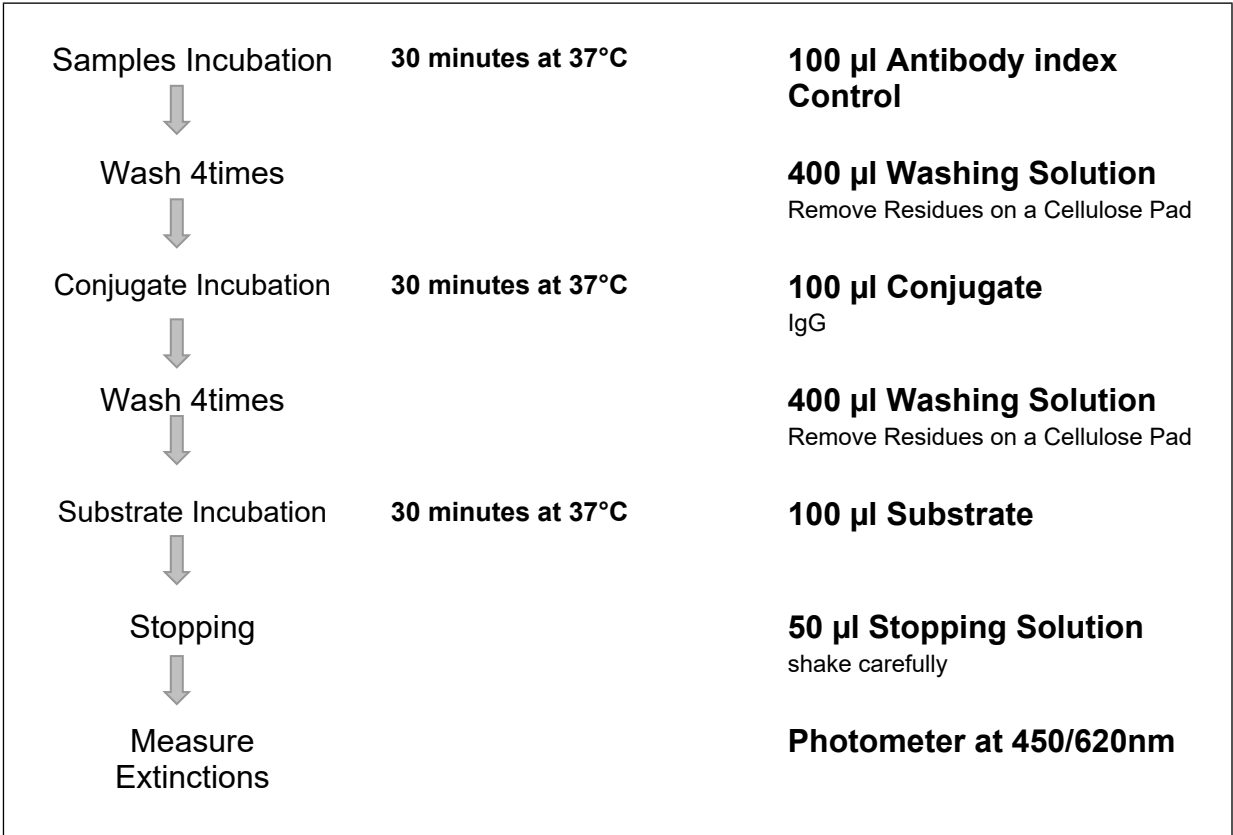 Samples Incubation 30 minutes at 37°C 100 µl Antibody index
Control
Wash 4times 400 µl Washing Solution
Remove Residues on a Cellulose Pad
Conjugate Incubation 30 minutes at 37°C 100 µl Conjugate
IgG
Wash 4times 400 µl Washing Solution
Remove Residues on a Cellulose Pad
Substrate Incubation 30 minutes at 37°C 100 µl Substrate
Stopping 50 µl Stopping Solution
shake carefully
Measure Photometer at 450/620nm
Extinctions